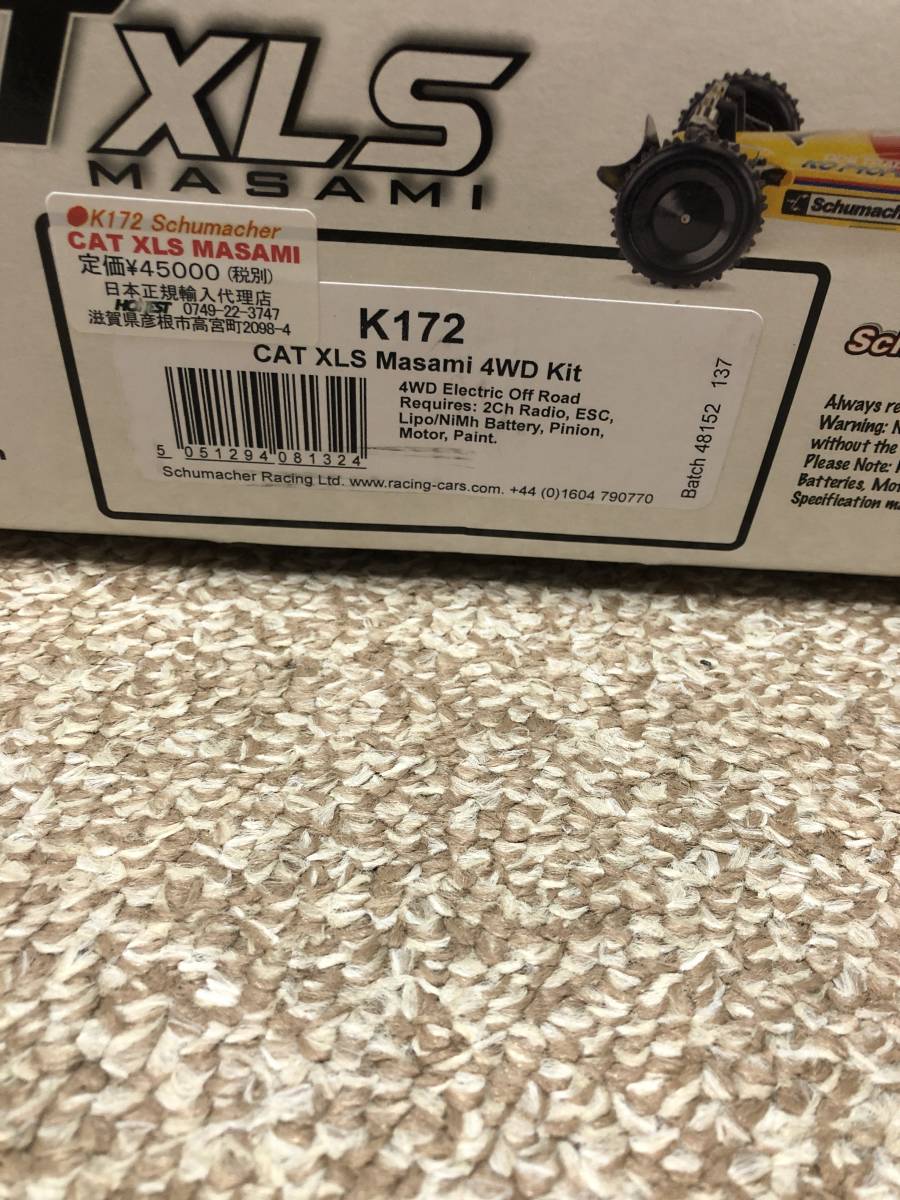 XLS
MASAMI
K172 Schumacher
CAT XLS MASAMI
定価¥45000(税別)
日本正規輸入代理店
HONEST 0749-22-3747
滋賀県彦根市高宮町2098-4
K172
CAT XLS Masami 4WD Kit
4WD Electric Off Road
Requires: 2Ch Radio, ESC,
Lipo/NiMh Battery, Pinion,
Motor, Paint.
5 051294 081324
Schumacher Racing Ltd. www.racing-cars.com. +44 (0)1604 790770
Batch 48152 137
Schumach
Sc
Always re
Warning: N
without the
Please Note:
Batteries, Mo
Specification m